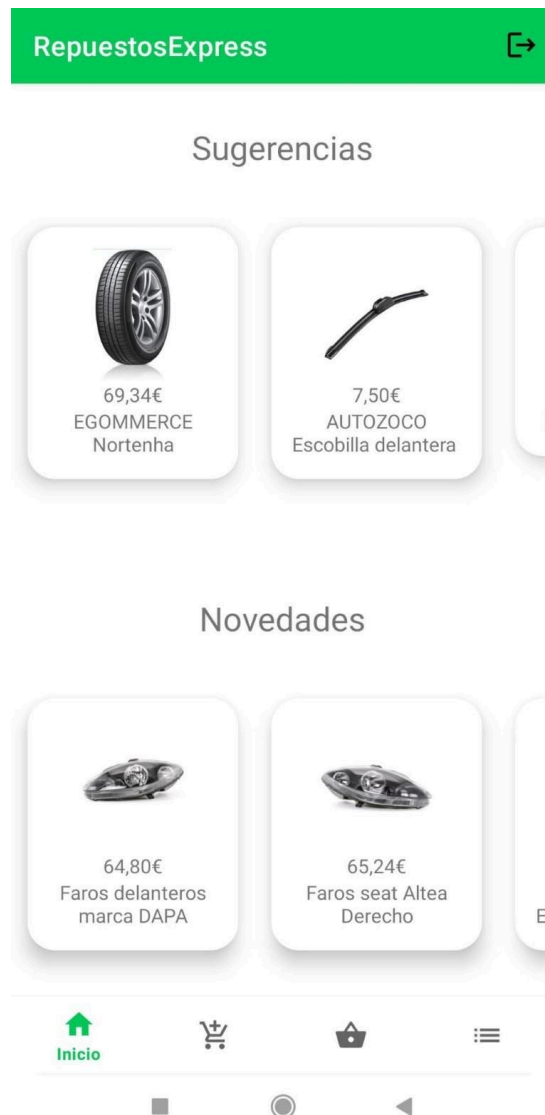 RepuestosExpress
Sugerencias
69,34€
EGOMMERCE
Nortenha
7,50€
AUTOZOCO
Escobilla delantera
Novedades
64,80€
Faros delanteros
marca DAPA
65,24€
Faros seat Altea
Derecho
E
Inicio